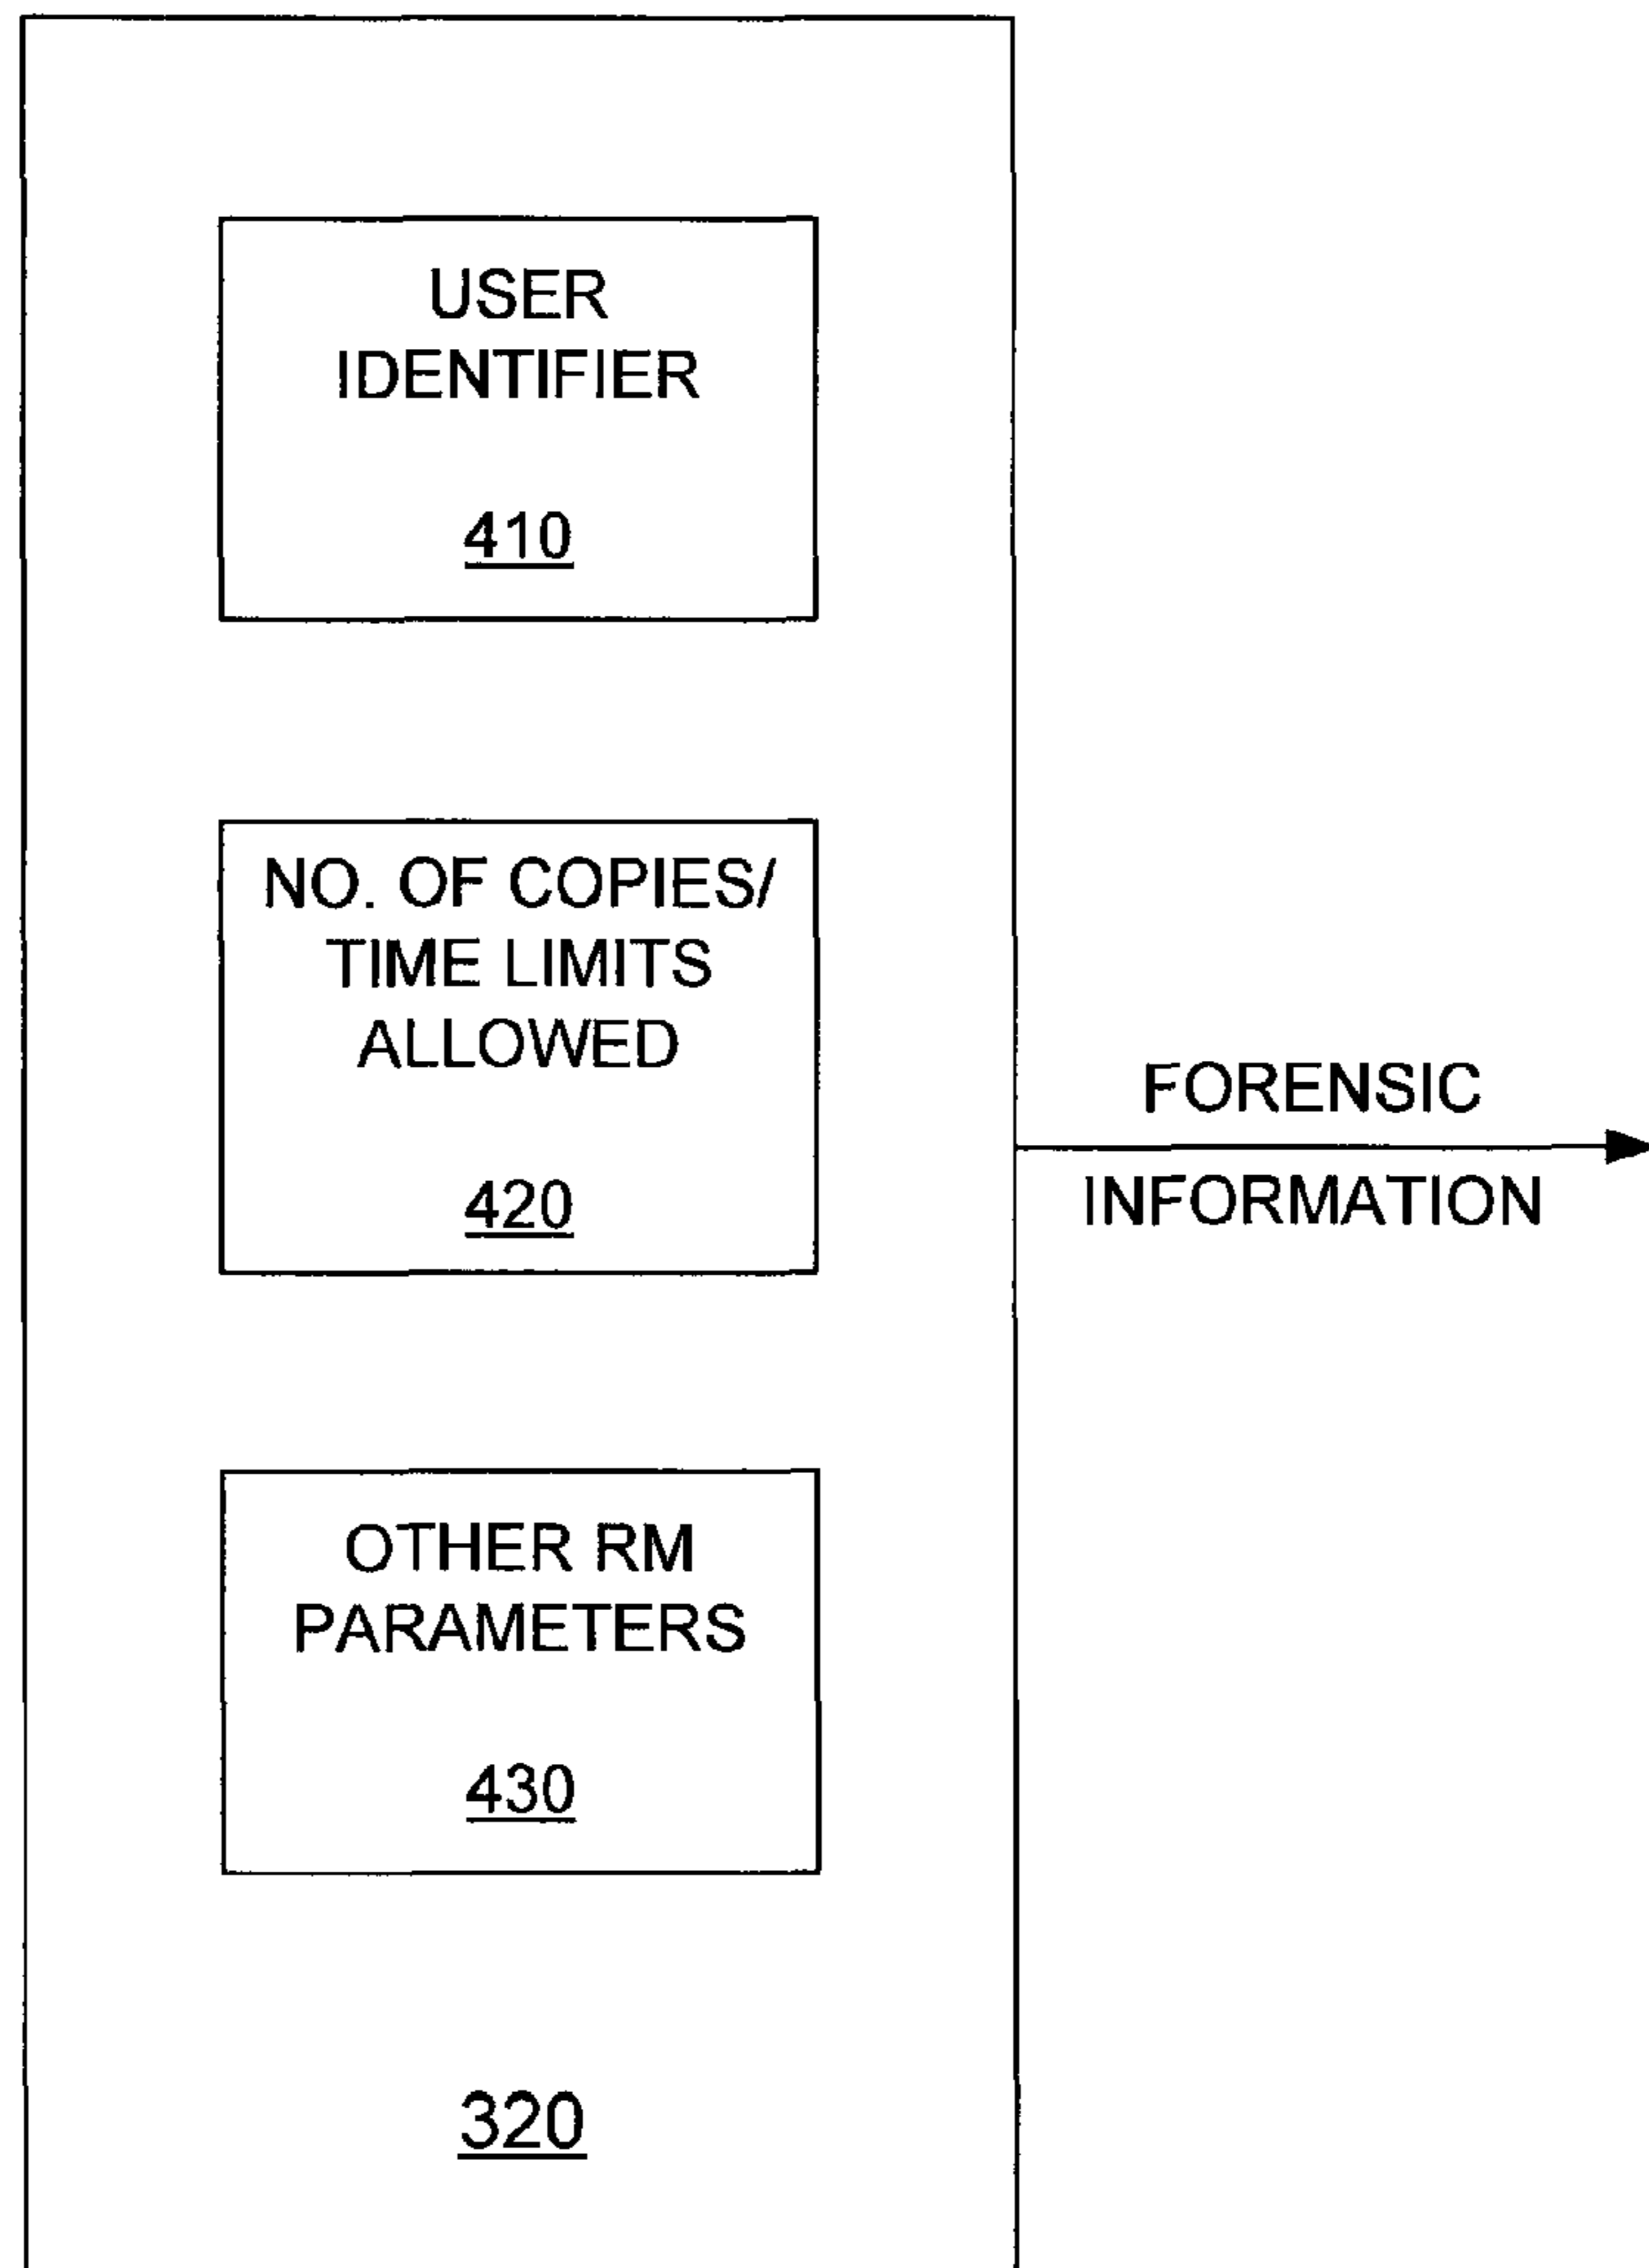 USER
IDENTIFIER
410
NO. OF COPIES/
TIME LIMITS
ALLOWED
420
FORENSIC
INFORMATION
OTHER RM
PARAMETERS
430
320